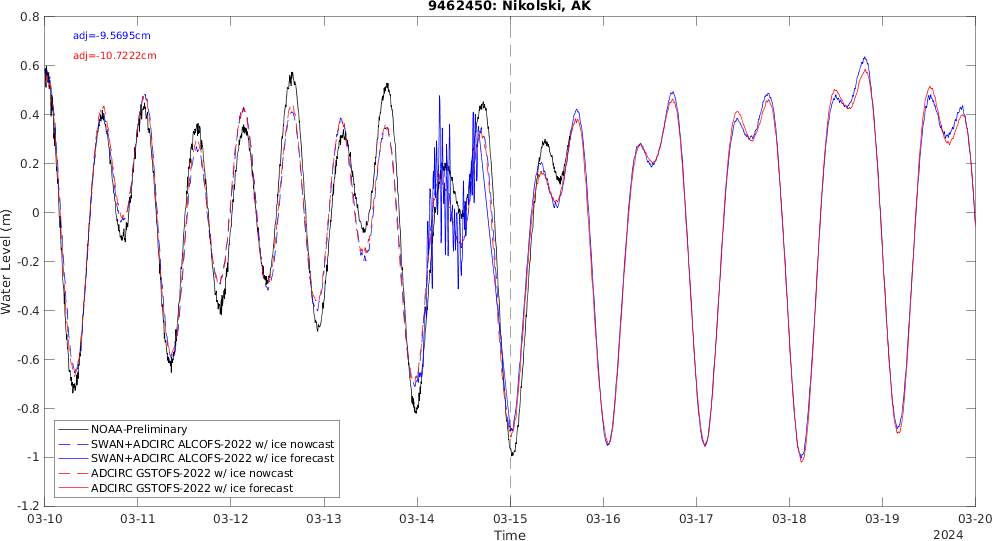 9462450: Nikolski, AK
adj=-9.5695cm
adj=-10.7222cm
Water Level (m)
0.8
0.6
0.4
0.2
0
-0.2
-0.4
-0.6
-0.8
-1
-1.2
NOAA-Preliminary
SWAN+ADCIRC ALCOFS-2022 w/ ice nowcast
SWAN+ADCIRC ALCOFS-2022 w/ ice forecast
ADCIRC GSTOFS-2022 w/ ice nowcast
ADCIRC GSTOFS-2022 w/ ice forecast
03-10 03-11 03-12 03-13 03-14 03-15 03-16 03-17 03-18 03-19 03-20
Time
2024